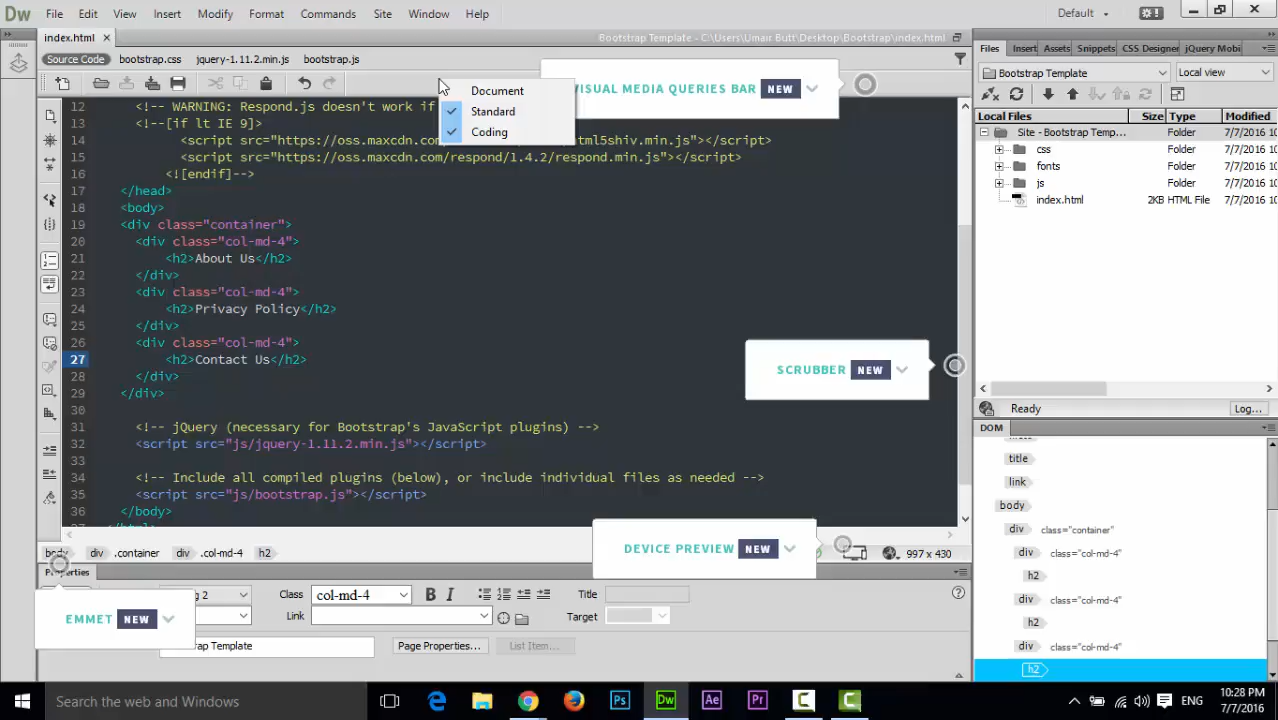 Dw File Edit View Insert Modify Format Commands Site Window Help Default
index.html Bootstrap Template - C:\Users\Umair Butt\Desktop\Bootstrap\index.html
Source Code bootstrap.css jquery-1.11.2.min.js bootstrap.js
Document
Standard
Coding
VISUAL MEDIA QUERIES BAR NEW
12 <!-- WARNING: Respond.js doesn't work if
13 <!--[if lt IE 9]>
14 <script src="https://oss.maxcdn.com html5shiv.min.js"></script>
15 <script src="https://oss.maxcdn.com/respond/1.4.2/respond.min.js"></script>
16 <![endif]-->
17 </head>
18 <body>
19 <div class="container">
20 <div class="col-md-4">
21 <h2>About Us</h2>
22 </div>
23 <div class="col-md-4">
24 <h2>Privacy Policy</h2>
25 </div>
26 <div class="col-md-4">
27 <h2>Contact Us</h2>
28 </div>
29 </div>
30
31 <!-- jQuery (necessary for Bootstrap's JavaScript plugins) -->
32 <script src="js/jquery-1.11.2.min.js"></script>
33
34 <!-- Include all compiled plugins (below), or include individual files as needed -->
35 <script src="js/bootstrap.js"></script>
36 </body>
SCRUBBER NEW
DEVICE PREVIEW NEW
body div .container div .col-md-4 h2 997 x 430
Properties
Class col-md-4 B I Title
Link Target
EMMET NEW
Page Properties... List Item...
Files Insert Assets Snippets CSS Designer jQuery Mobi
Bootstrap Template Local view
Local Files Size Type Modified
Site - Bootstrap Temp... Folder 7/7/2016 10
css Folder 7/7/2016 10
fonts Folder 7/7/2016 10
js Folder 7/7/2016 10
index.html 2KB HTML File 7/7/2016 10
Ready Log...
DOM
title
link
body
div class="container"
div class="col-md-4"
h2
div class="col-md-4"
h2
div class="col-md-4"
h2
Search the web and Windows Ps Dw Ae Pr ENG 10:28 PM
7/7/2016